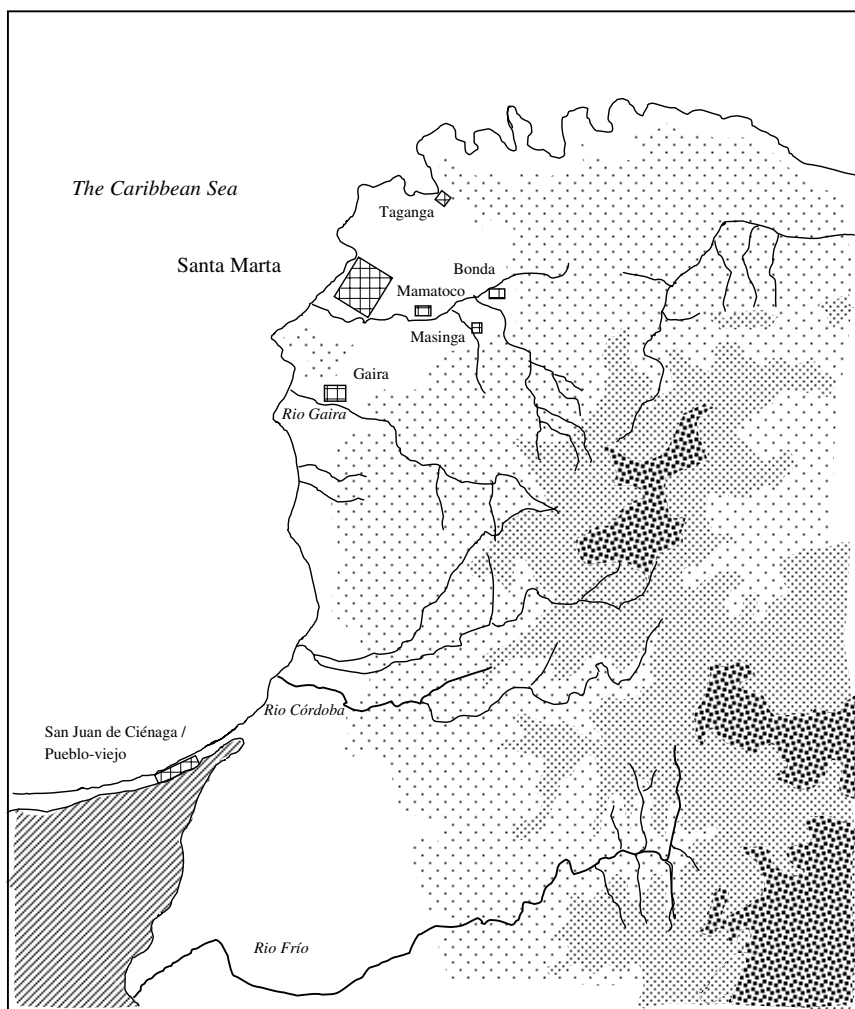 The Caribbean Sea
Taganga
Santa Marta
Bonda
Mamatoco
Masinga
Gaira
Rio Gaira
Rio Córdoba
San Juan de Ciénaga /
Pueblo-viejo
Rio Frío